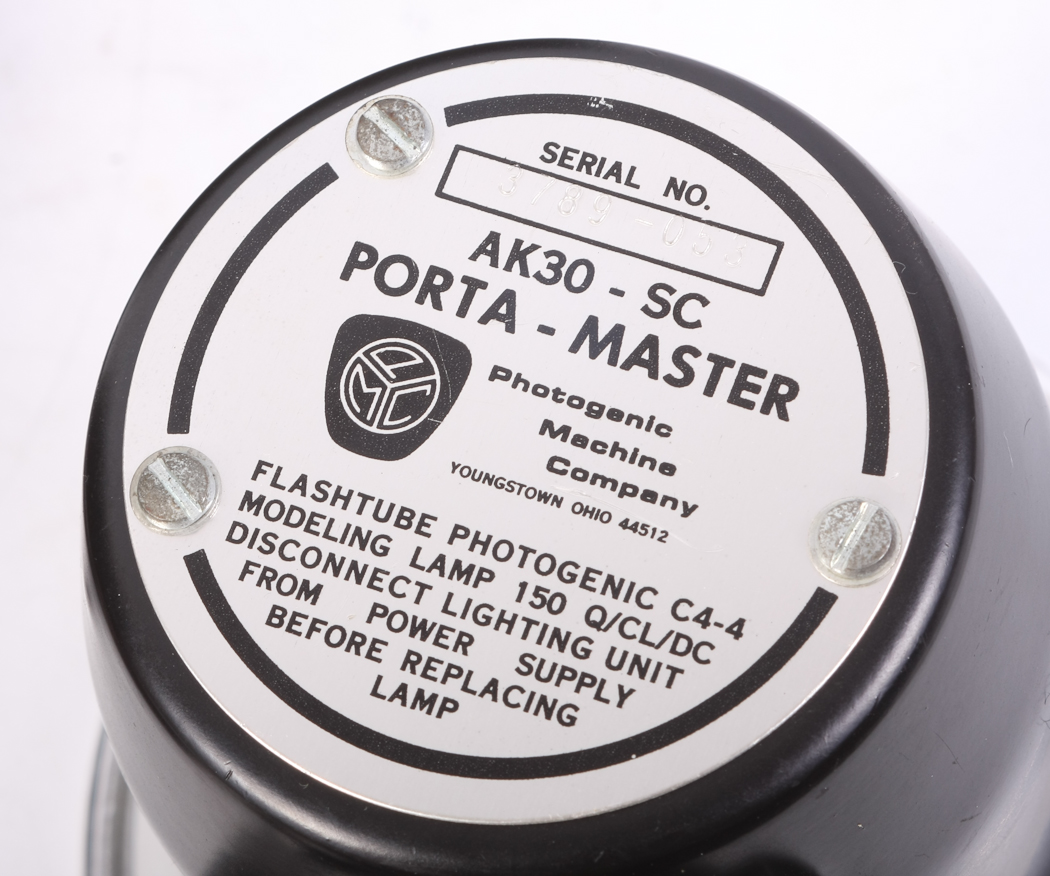 SERIAL NO.
AK30 - SC
PORTA - MASTER
PMC
Photogenic
Machine
Company
YOUNGSTOWN OHIO 44512
FLASHTUBE PHOTOGENIC C4-4
MODELING LAMP 150 Q/CL/DC
DISCONNECT LIGHTING UNIT
FROM POWER SUPPLY
BEFORE REPLACING
LAMP